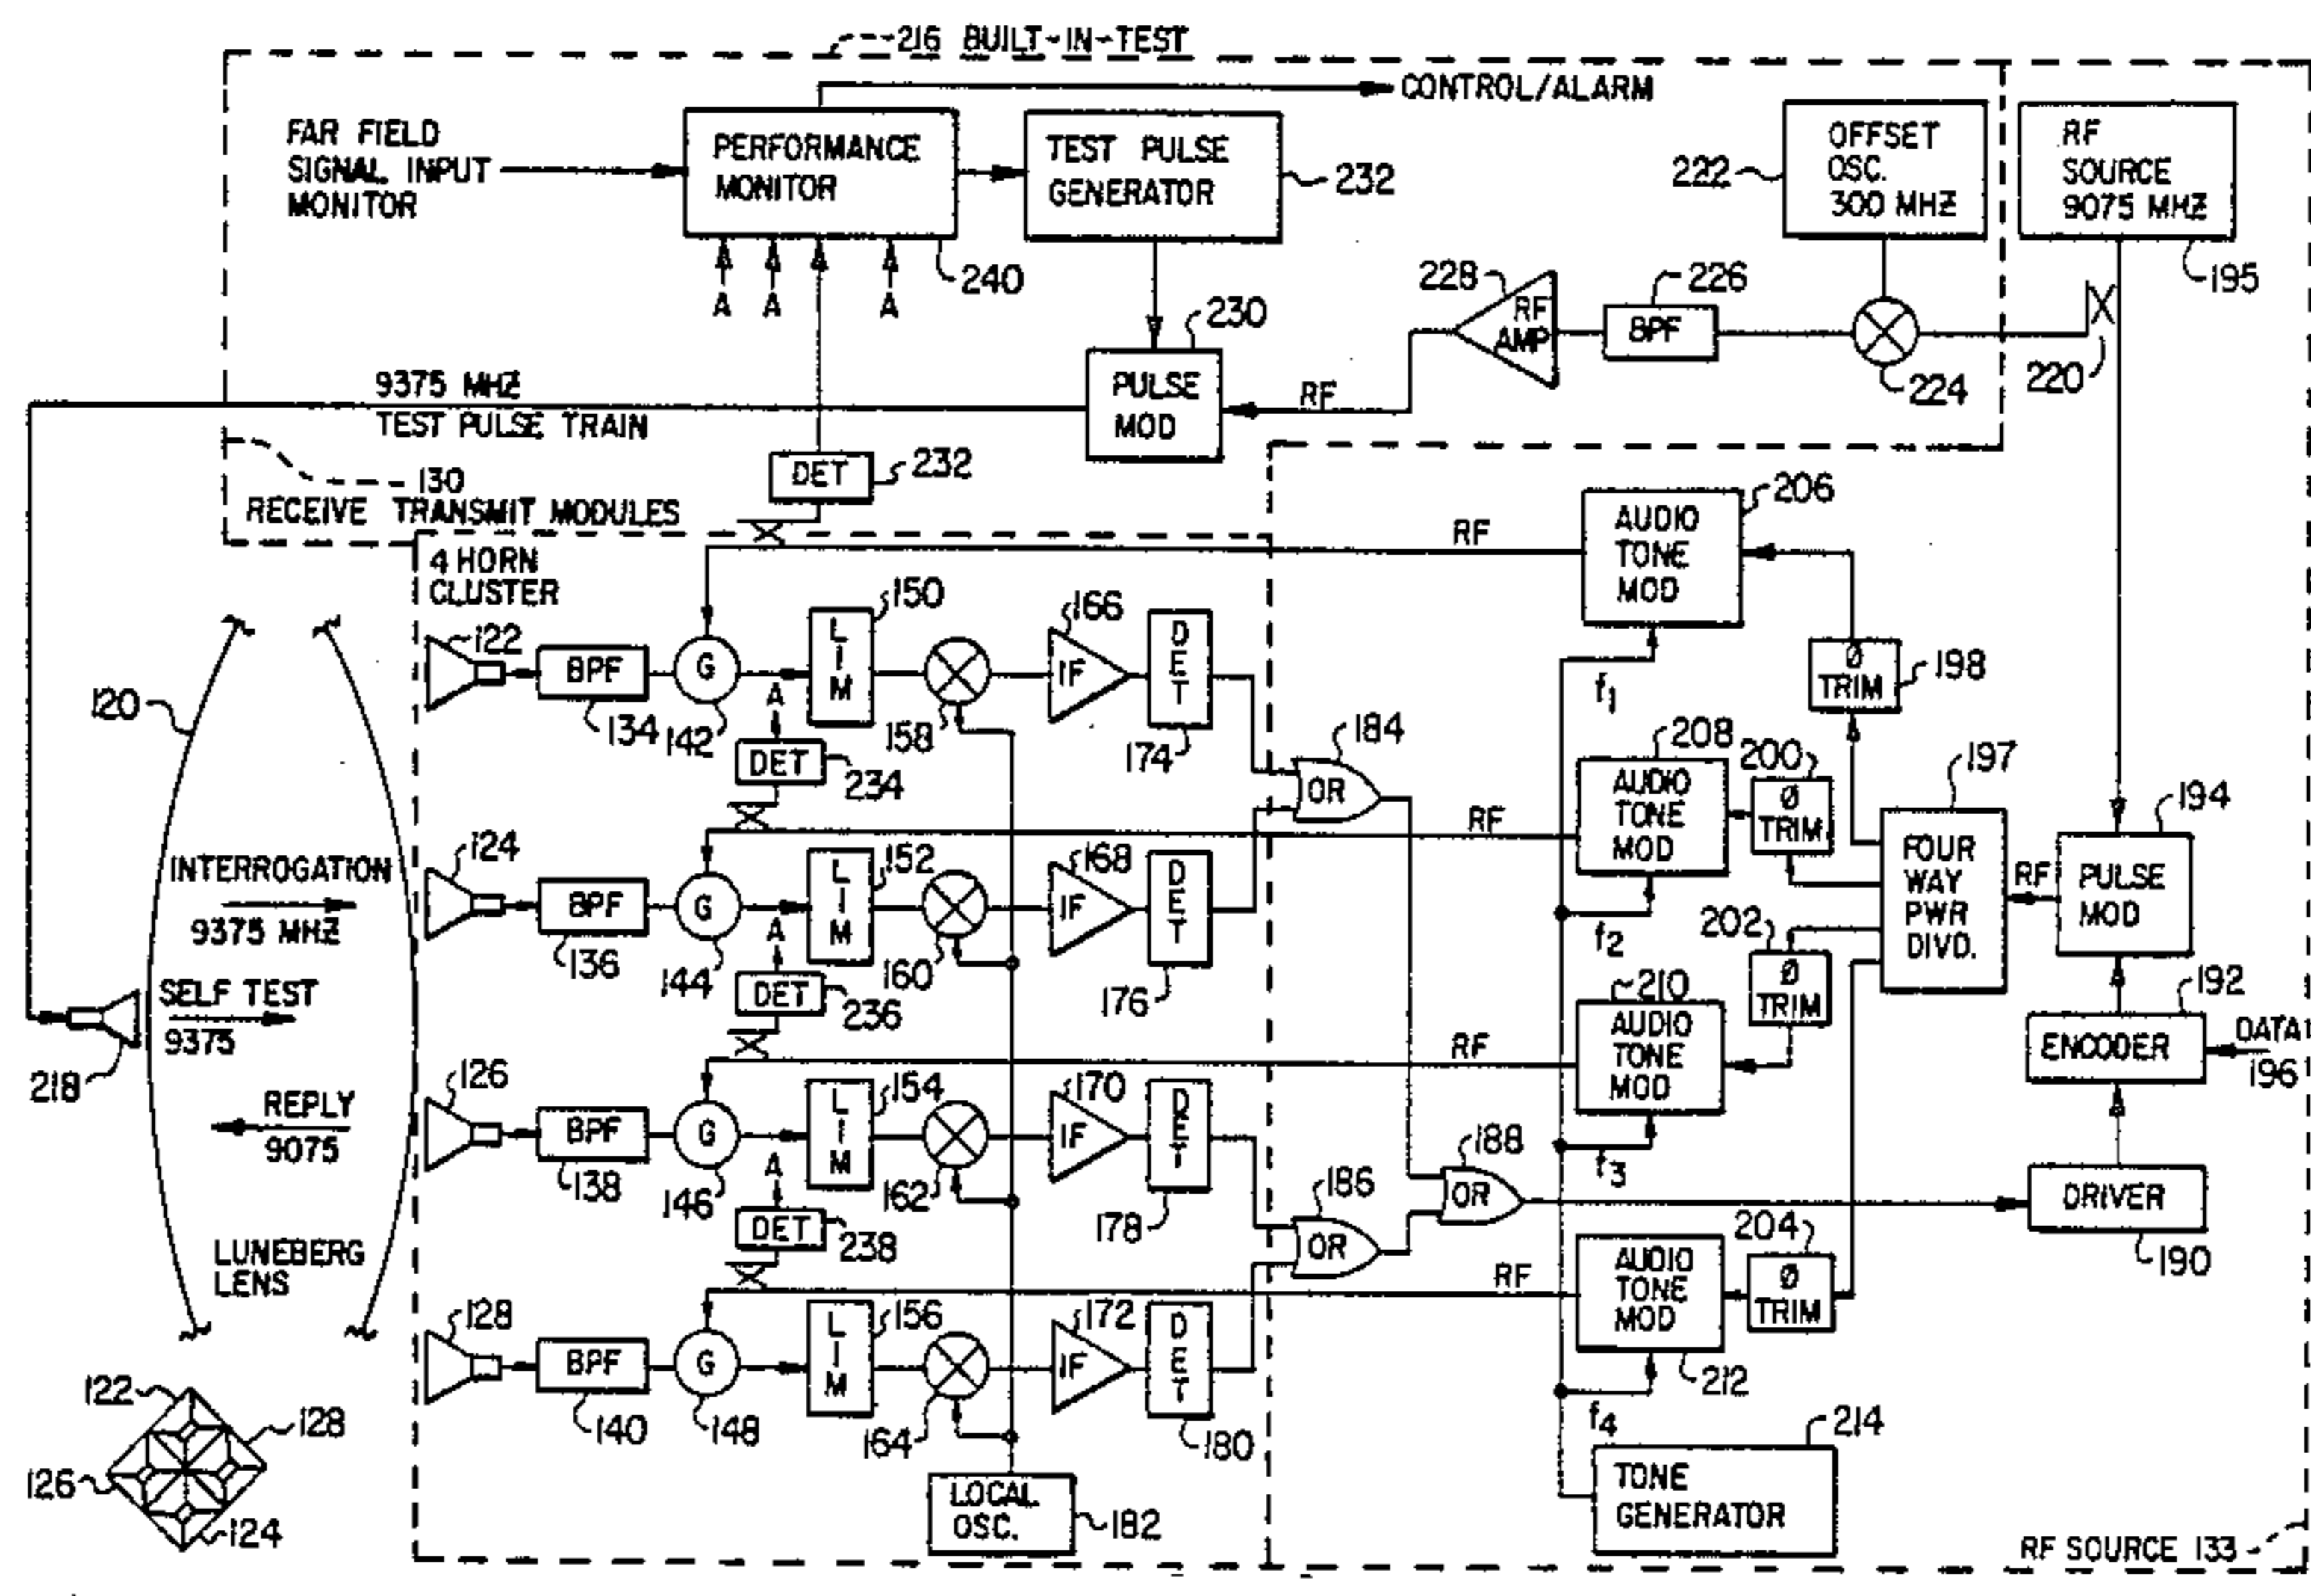 216 BUILT-IN-TEST
CONTROL/ALARM
FAR FIELD
SIGNAL INPUT
MONITOR
PERFORMANCE
MONITOR
240
A
A
A
TEST PULSE
GENERATOR
232
222
OFFSET
OSC.
300 MHZ
RF
SOURCE
9075 MHZ
195
228
RF
AMP
226
BPF
224
220
230
PULSE
MOD
RF
9375 MHZ
TEST PULSE TRAIN
130
RECEIVE TRANSMIT MODULES
DET
232
4 HORN
CLUSTER
RF
AUDIO
TONE
MOD
206
f1
Ø
TRIM
198
122
BPF
134
G
142
A
LIM
150
158
IF
166
DET
174
DET
234
OR
184
208
AUDIO
TONE
MOD
f2
200
Ø
TRIM
197
FOUR
WAY
PWR
DIVD.
RF
194
PULSE
MOD
120
INTERROGATION
9375 MHZ
124
BPF
136
RF
G
144
A
LIM
152
160
IF
168
DET
176
DET
236
202
Ø
TRIM
210
AUDIO
TONE
MOD
f3
192
ENCODER
DATA
196
SELF TEST
9375
218
REPLY
9075
126
BPF
138
RF
G
146
A
LIM
154
162
IF
170
DET
178
DET
238
186
OR
188
OR
DRIVER
190
LUNEBERG
LENS
128
BPF
140
RF
G
148
LIM
156
164
IF
172
DET
180
AUDIO
TONE
MOD
212
f4
204
Ø
TRIM
214
TONE
GENERATOR
LOCAL
OSC.
182
122
128
126
124
RF SOURCE 133